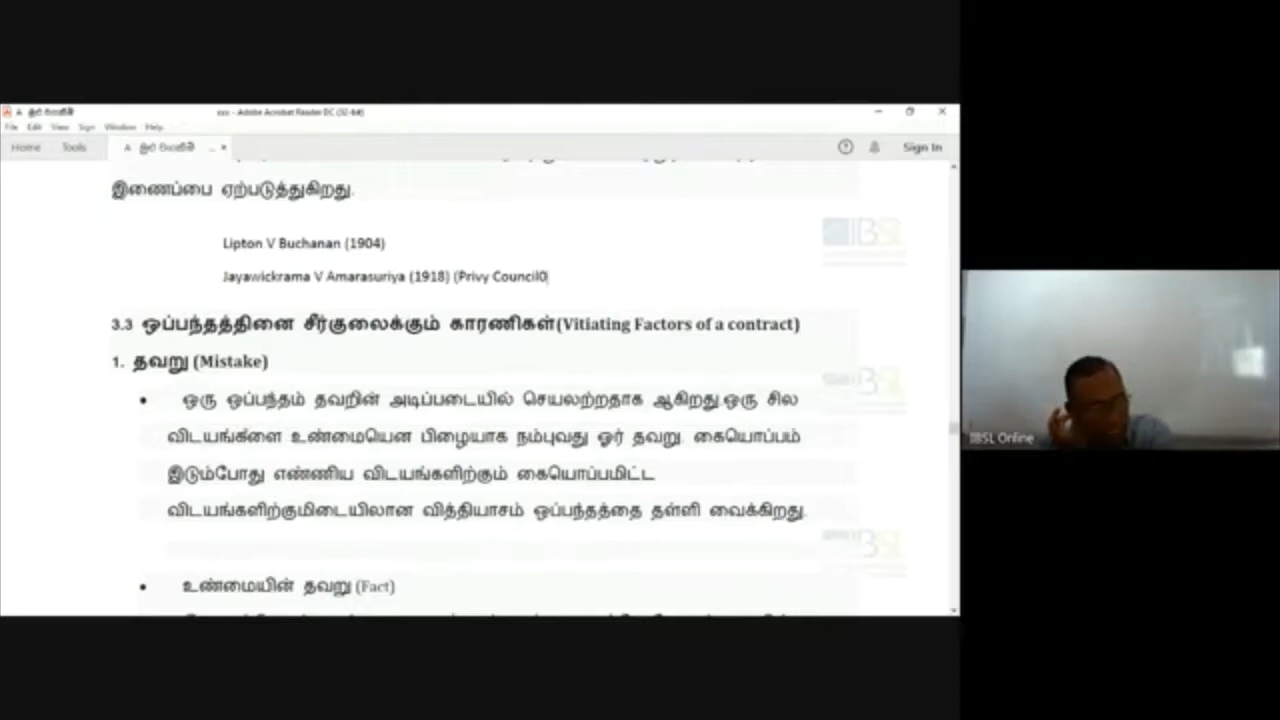 xxx - Adobe Acrobat Reader DC (32-bit)
File Edit View Sign Window Help
Home Tools Sign In
இணைப்பை ஏற்படுத்துகிறது.
Lipton V Buchanan (1904)
Jayawickrama V Amarasuriya (1918) (Privy Council0
3.3 ஒப்பந்தத்தினை சீர்குலைக்கும் காரணிகள்(Vitiating Factors of a contract)
1. தவறு (Mistake)
• ஒரு ஒப்பந்தம் தவறின் அடிப்படையில் செயலற்றதாக ஆகிறது.ஒரு சில
விடயங்களை உண்மையென பிழையாக நம்புவது ஓர் தவறு. கையொப்பம்
இடும்போது எண்ணிய விடயங்களிற்கும் கையொப்பமிட்ட
விடயங்களிற்குமிடையிலான வித்தியாசம் ஒப்பந்தத்தை தள்ளி வைக்கிறது.
• உண்மையின் தவறு (Fact)
IBSL Online